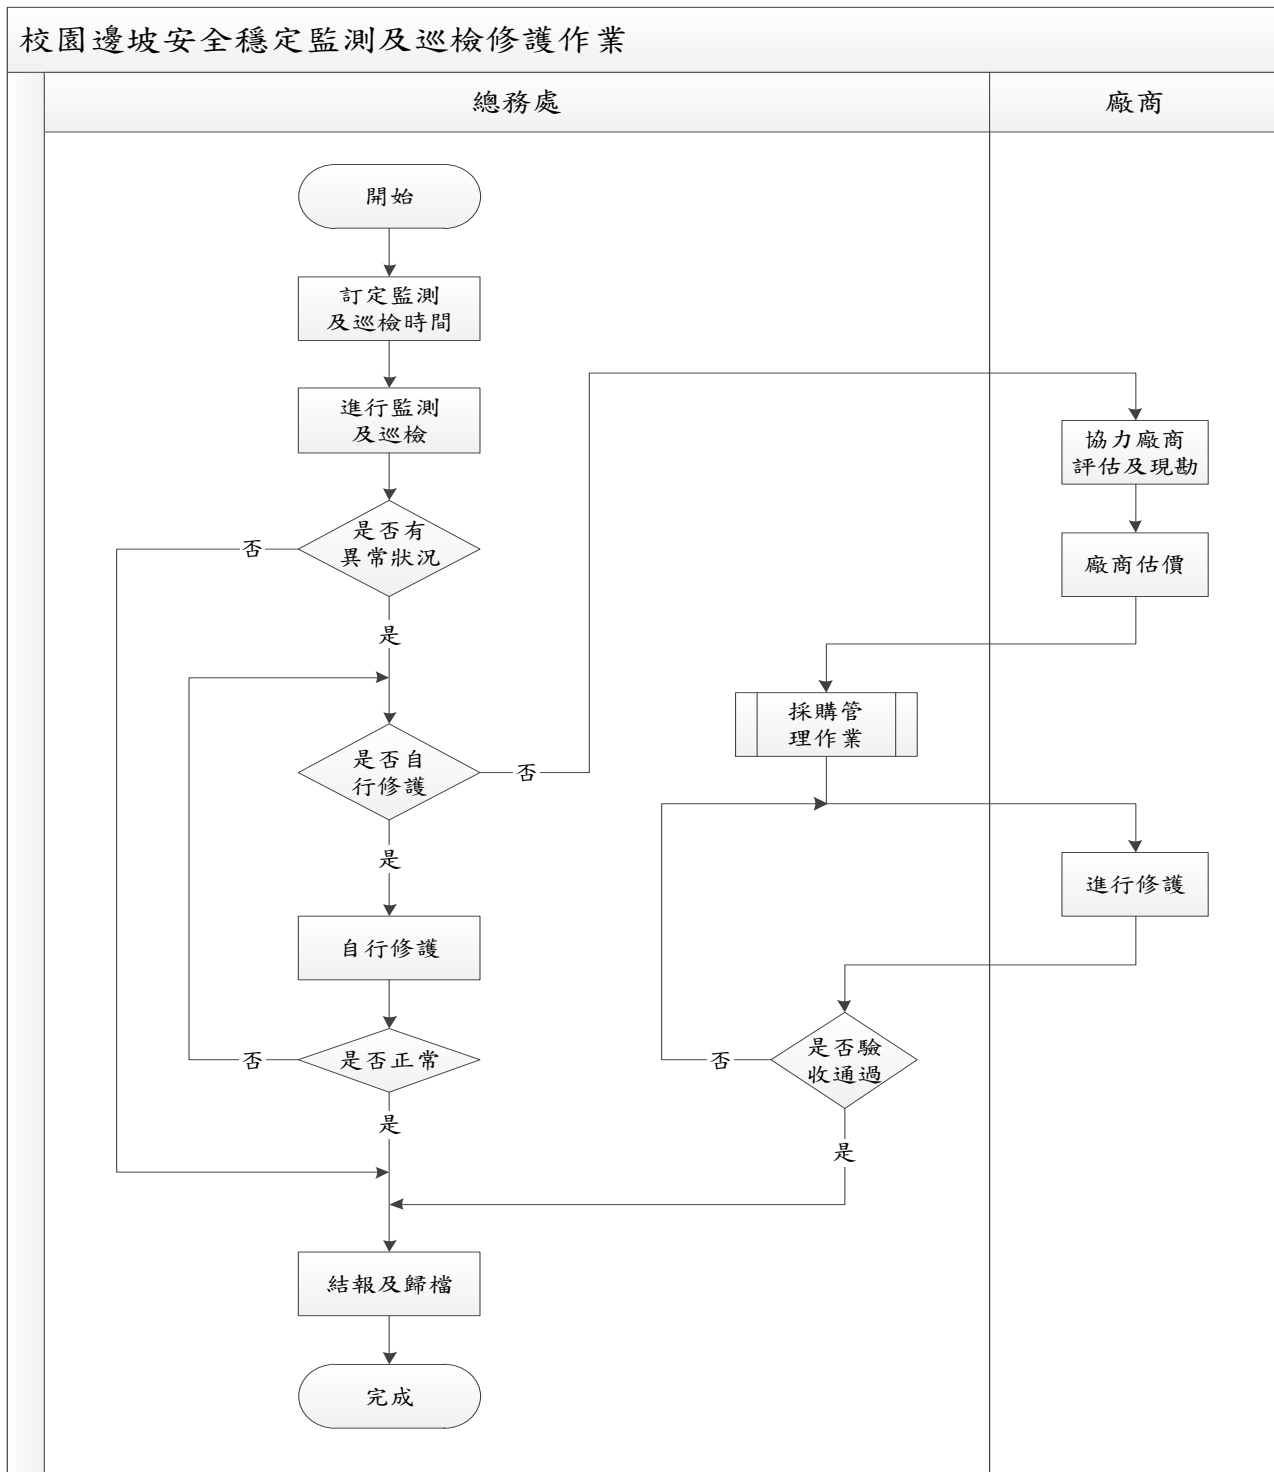 校園邊坡安全穩定監測及巡檢修護作業
總務處
廠商
開始
訂定監測
及巡檢時間
進行監測
及巡檢
是否有
異常狀況
否
是
是否自
行修護
否
是
自行修護
是否正常
否
是
協力廠商
評估及現勘
廠商估價
採購管
理作業
進行修護
是否驗
收通過
否
是
結報及歸檔
完成